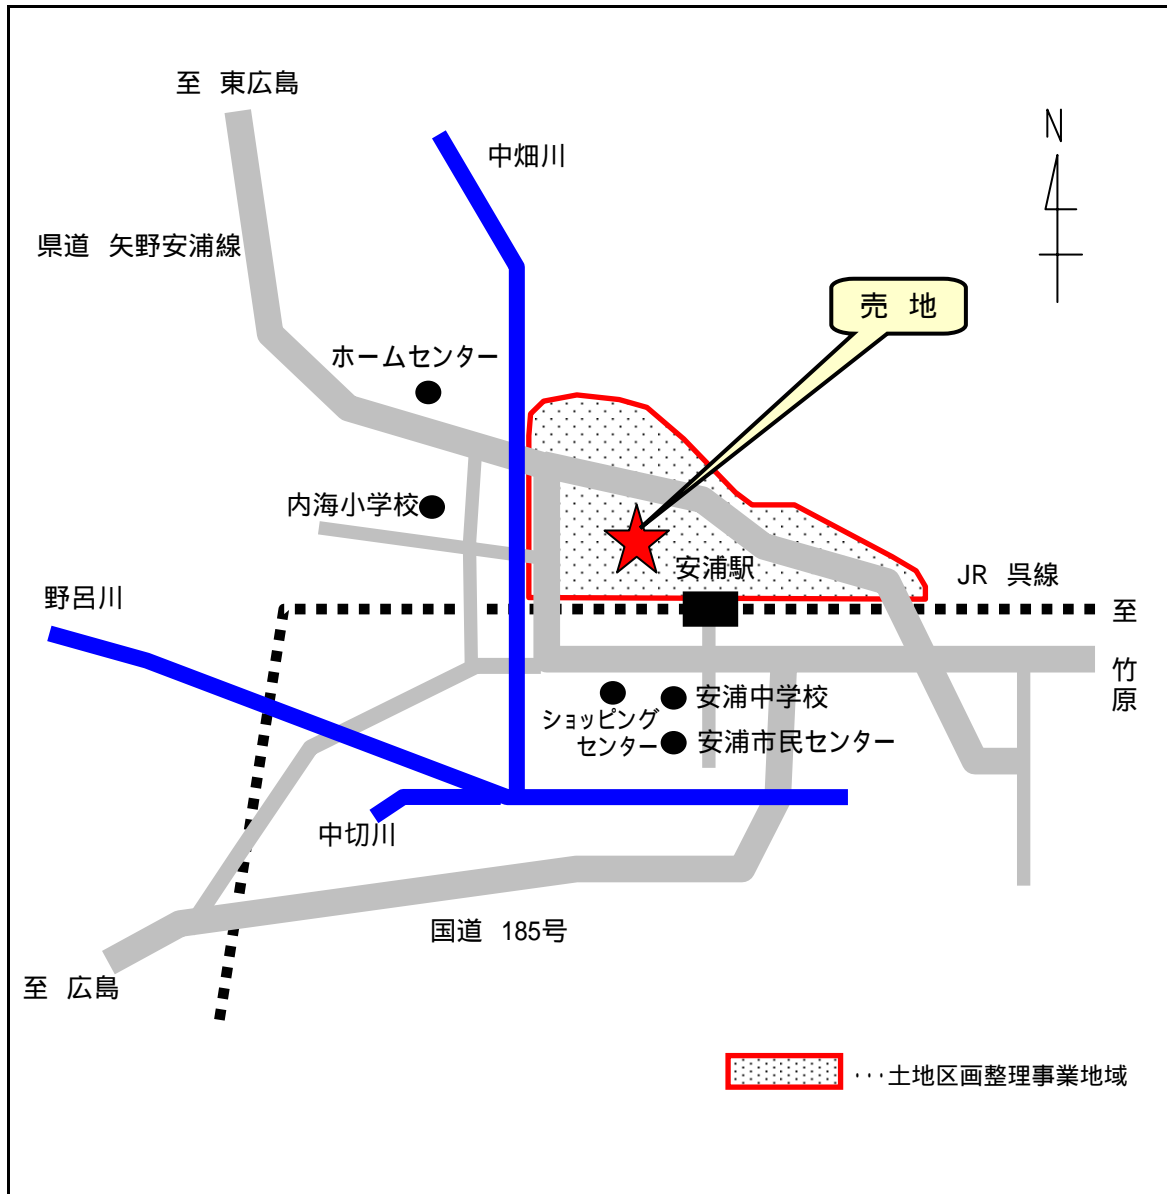 至 東広島
N
中畑川
県道 矢野安浦線
売 地
ホームセンター
内海小学校
安浦駅
JR 呉線
野呂川
至
竹
原
安浦中学校
ショッピング
センター
安浦市民センター
中切川
国道 185号
至 広島
…土地区画整理事業地域